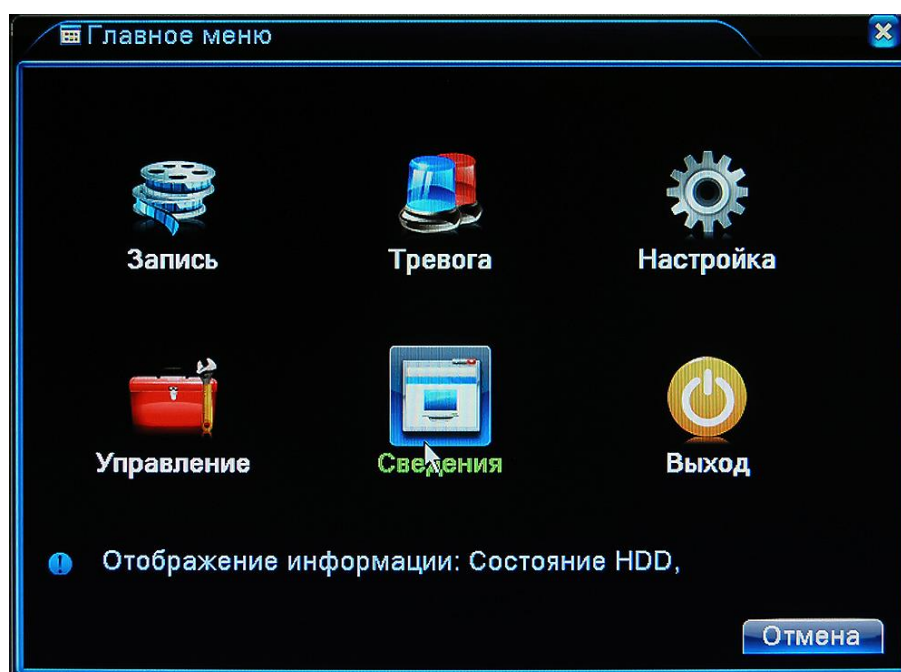 Главное меню
Запись
Тревога
Настройка
Управление
Сведения
Выход
Отображение информации: Состояние HDD,
Отмена